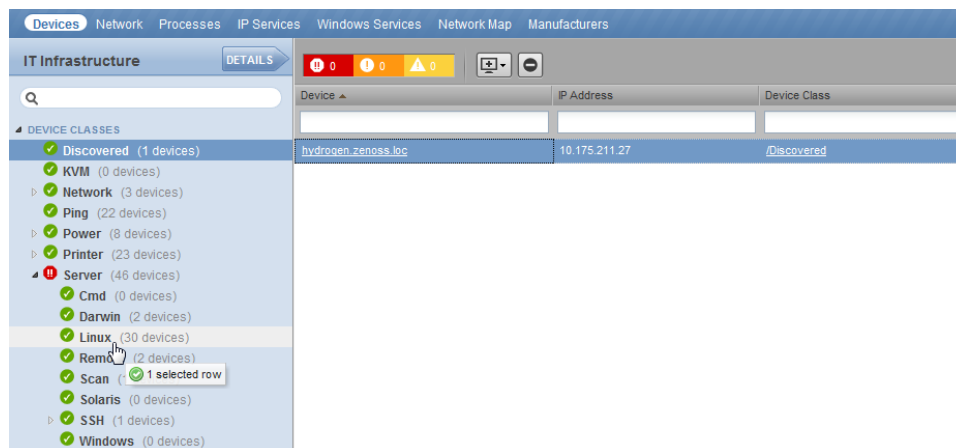 Devices Network Processes IP Services Windows Services Network Map Manufacturers
IT Infrastructure DETAILS
0 0 0
Device IP Address Device Class
DEVICE CLASSES
Discovered (1 devices)
hydrogen.zenoss.loc 10.175.211.27 /Discovered
KVM (0 devices)
Network (3 devices)
Ping (22 devices)
Power (8 devices)
Printer (23 devices)
Server (46 devices)
Cmd (0 devices)
Darwin (2 devices)
Linux (30 devices)
(2 devices)
Scan
1 selected row
Solaris (0 devices)
SSH (1 devices)
Windows (0 devices)